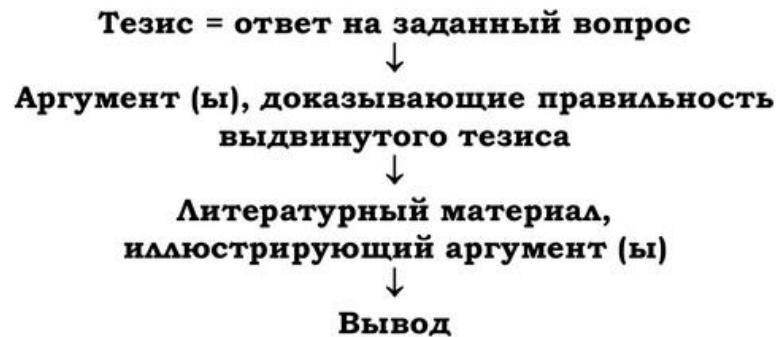 Тезис = ответ на заданный вопрос
↓
Аргумент (ы), доказывающие правильность
выдвинутого тезиса
↓
Литературный материал,
иллюстрирующий аргумент (ы)
↓
Вывод